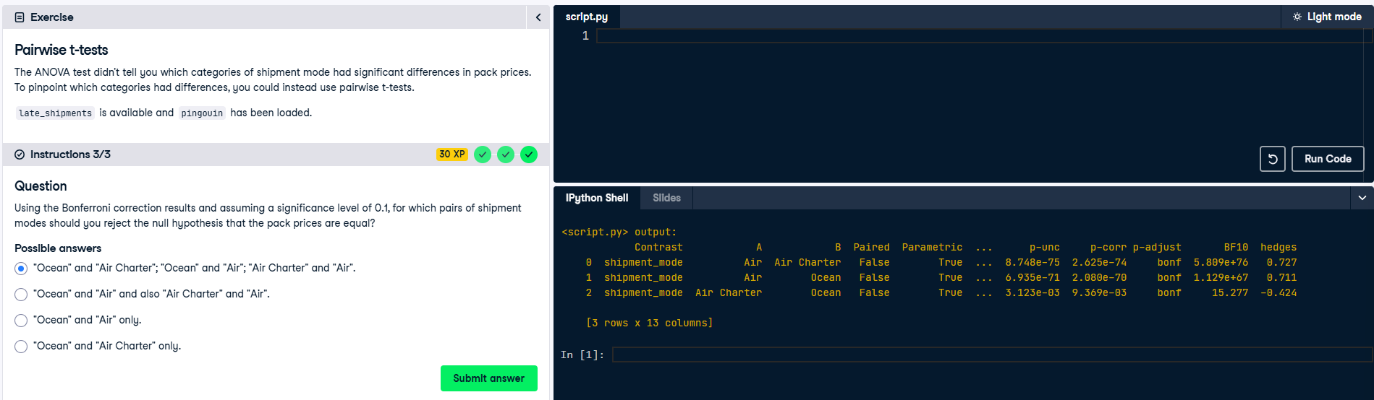 Exercise
Pairwise t-tests
The ANOVA test didn't tell you which categories of shipment mode had significant differences in pack prices.
To pinpoint which categories had differences, you could instead use pairwise t-tests.
late_shipments is available and pingouin has been loaded.
Instructions 3/3
30 XP
Question
Using the Bonferroni correction results and assuming a significance level of 0.1, for which pairs of shipment
modes should you reject the null hypothesis that the pack prices are equal?
Possible answers
"Ocean" and "Air Charter"; "Ocean" and "Air"; "Air Charter" and "Air".
"Ocean" and "Air" and also "Air Charter" and "Air".
"Ocean" and "Air" only.
"Ocean" and "Air Charter" only.
Submit answer
script.py
Light mode
1
Run Code
IPython Shell Slides
<script.py> output:
Contrast A B Paired Parametric ... p-unc p-corr p-adjust BF10 hedges
0 shipment_mode Air Air Charter False True ... 8.748e-75 2.625e-74 bonf 5.809e+76 0.727
1 shipment_mode Air Ocean False True ... 6.935e-71 2.080e-70 bonf 1.129e+67 0.711
2 shipment_mode Air Charter Ocean False True ... 3.123e-03 9.369e-03 bonf 15.277 -0.424
[3 rows x 13 columns]
In [1]: